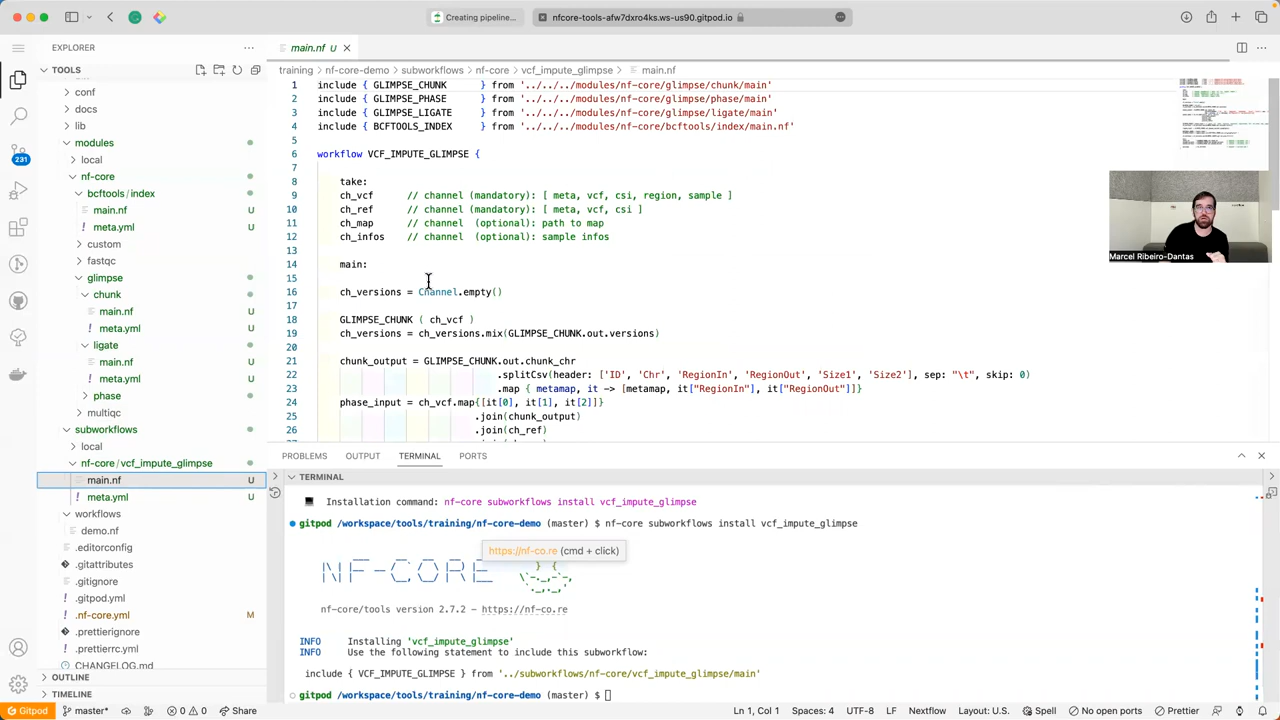 Creating pipeline...
nfcore-tools-afw7dxro4ks.ws-us90.gitpod.io
EXPLORER
TOOLS
conf
docs
lib
modules
local
nf-core
bcftools/index
main.nf U
meta.yml U
custom
fastqc
glimpse
chunk
main.nf U
meta.yml U
ligate
main.nf U
meta.yml U
phase
multiqc
subworkflows
local
nf-core/vcf_impute_glimpse
main.nf U
meta.yml U
workflows
demo.nf
.editorconfig
.gitattributes
.gitignore
.gitpod.yml
.nf-core.yml M
.prettierignore
.prettierrc.yml
CHANGELOG.md
OUTLINE
TIMELINE
231
main.nf U
training > nf-core-demo > subworkflows > nf-core > vcf_impute_glimpse > main.nf
1 include { GLIMPSE_CHUNK } from '../../../modules/nf-core/glimpse/chunk/main'
2 include { GLIMPSE_PHASE } from '../../../modules/nf-core/glimpse/phase/main'
3 include { GLIMPSE_LIGATE } from '../../../modules/nf-core/glimpse/ligate/main'
4 include { BCFTOOLS_INDEX } from '../../../modules/nf-core/bcftools/index/main.nf'
5
6 workflow VCF_IMPUTE_GLIMPSE {
7
8 take:
9 ch_vcf // channel (mandatory): [ meta, vcf, csi, region, sample ]
10 ch_ref // channel (mandatory): [ meta, vcf, csi ]
11 ch_map // channel (optional): path to map
12 ch_infos // channel (optional): sample infos
13
14 main:
15
16 ch_versions = Channel.empty()
17
18 GLIMPSE_CHUNK ( ch_vcf )
19 ch_versions = ch_versions.mix(GLIMPSE_CHUNK.out.versions)
20
21 chunk_output = GLIMPSE_CHUNK.out.chunk_chr
22 .splitCsv(header: ['ID', 'Chr', 'RegionIn', 'RegionOut', 'Size1', 'Size2'], sep: "\t", skip: 0)
23 .map { metamap, it -> [metamap, it["RegionIn"], it["RegionOut"]]}
24 phase_input = ch_vcf.map{[it[0], it[1], it[2]]}
25 .join(chunk_output)
26 .join(ch_ref)
Marcel Ribeiro-Dantas
PROBLEMS OUTPUT TERMINAL PORTS
TERMINAL
Installation command: nf-core subworkflows install vcf_impute_glimpse
gitpod /workspace/tools/training/nf-core-demo (master) $ nf-core subworkflows install vcf_impute_glimpse
https://nf-co.re (cmd + click)
nf-core/tools version 2.7.2 - https://nf-co.re
INFO Installing 'vcf_impute_glimpse'
INFO Use the following statement to include this subworkflow:
include { VCF_IMPUTE_GLIMPSE } from '../subworkflows/nf-core/vcf_impute_glimpse/main'
gitpod /workspace/tools/training/nf-core-demo (master) $
Gitpod master* 0 0 Share Ln 1, Col 1 Spaces: 4 UTF-8 LF Nextflow Layout: U.S. Spell No open ports Prettier